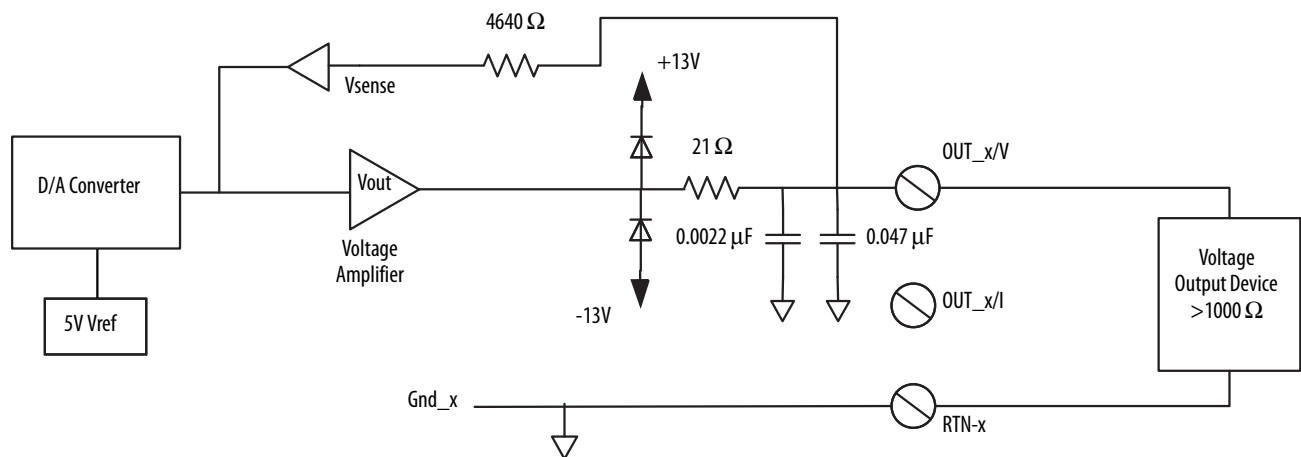 4640 Ω
+13V
Vsense
21 Ω
OUT_x/V
D/A Converter
Vout
Voltage
Amplifier
0.0022 μF
0.047 μF
Voltage
Output Device
>1000 Ω
5V Vref
-13V
OUT_x/I
Gnd_x
RTN-x